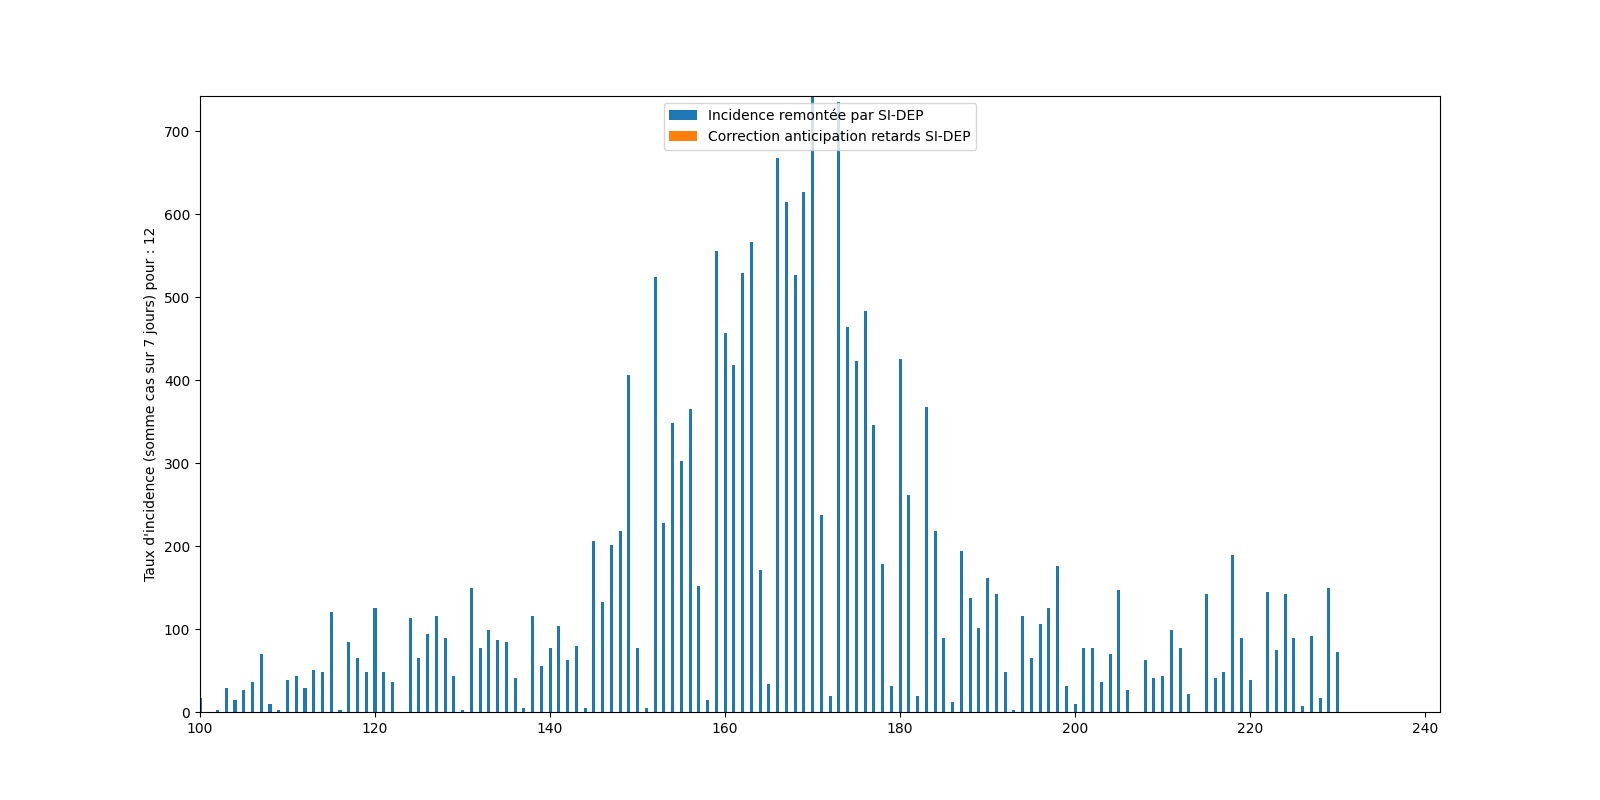 Incidence remontée par SI-DEP
Correction anticipation retards SI-DEP
Taux d'incidence (somme cas sur 7 jours) pour : 12
700
600
500
400
300
200
100
0
100 120 140 160 180 200 220 240